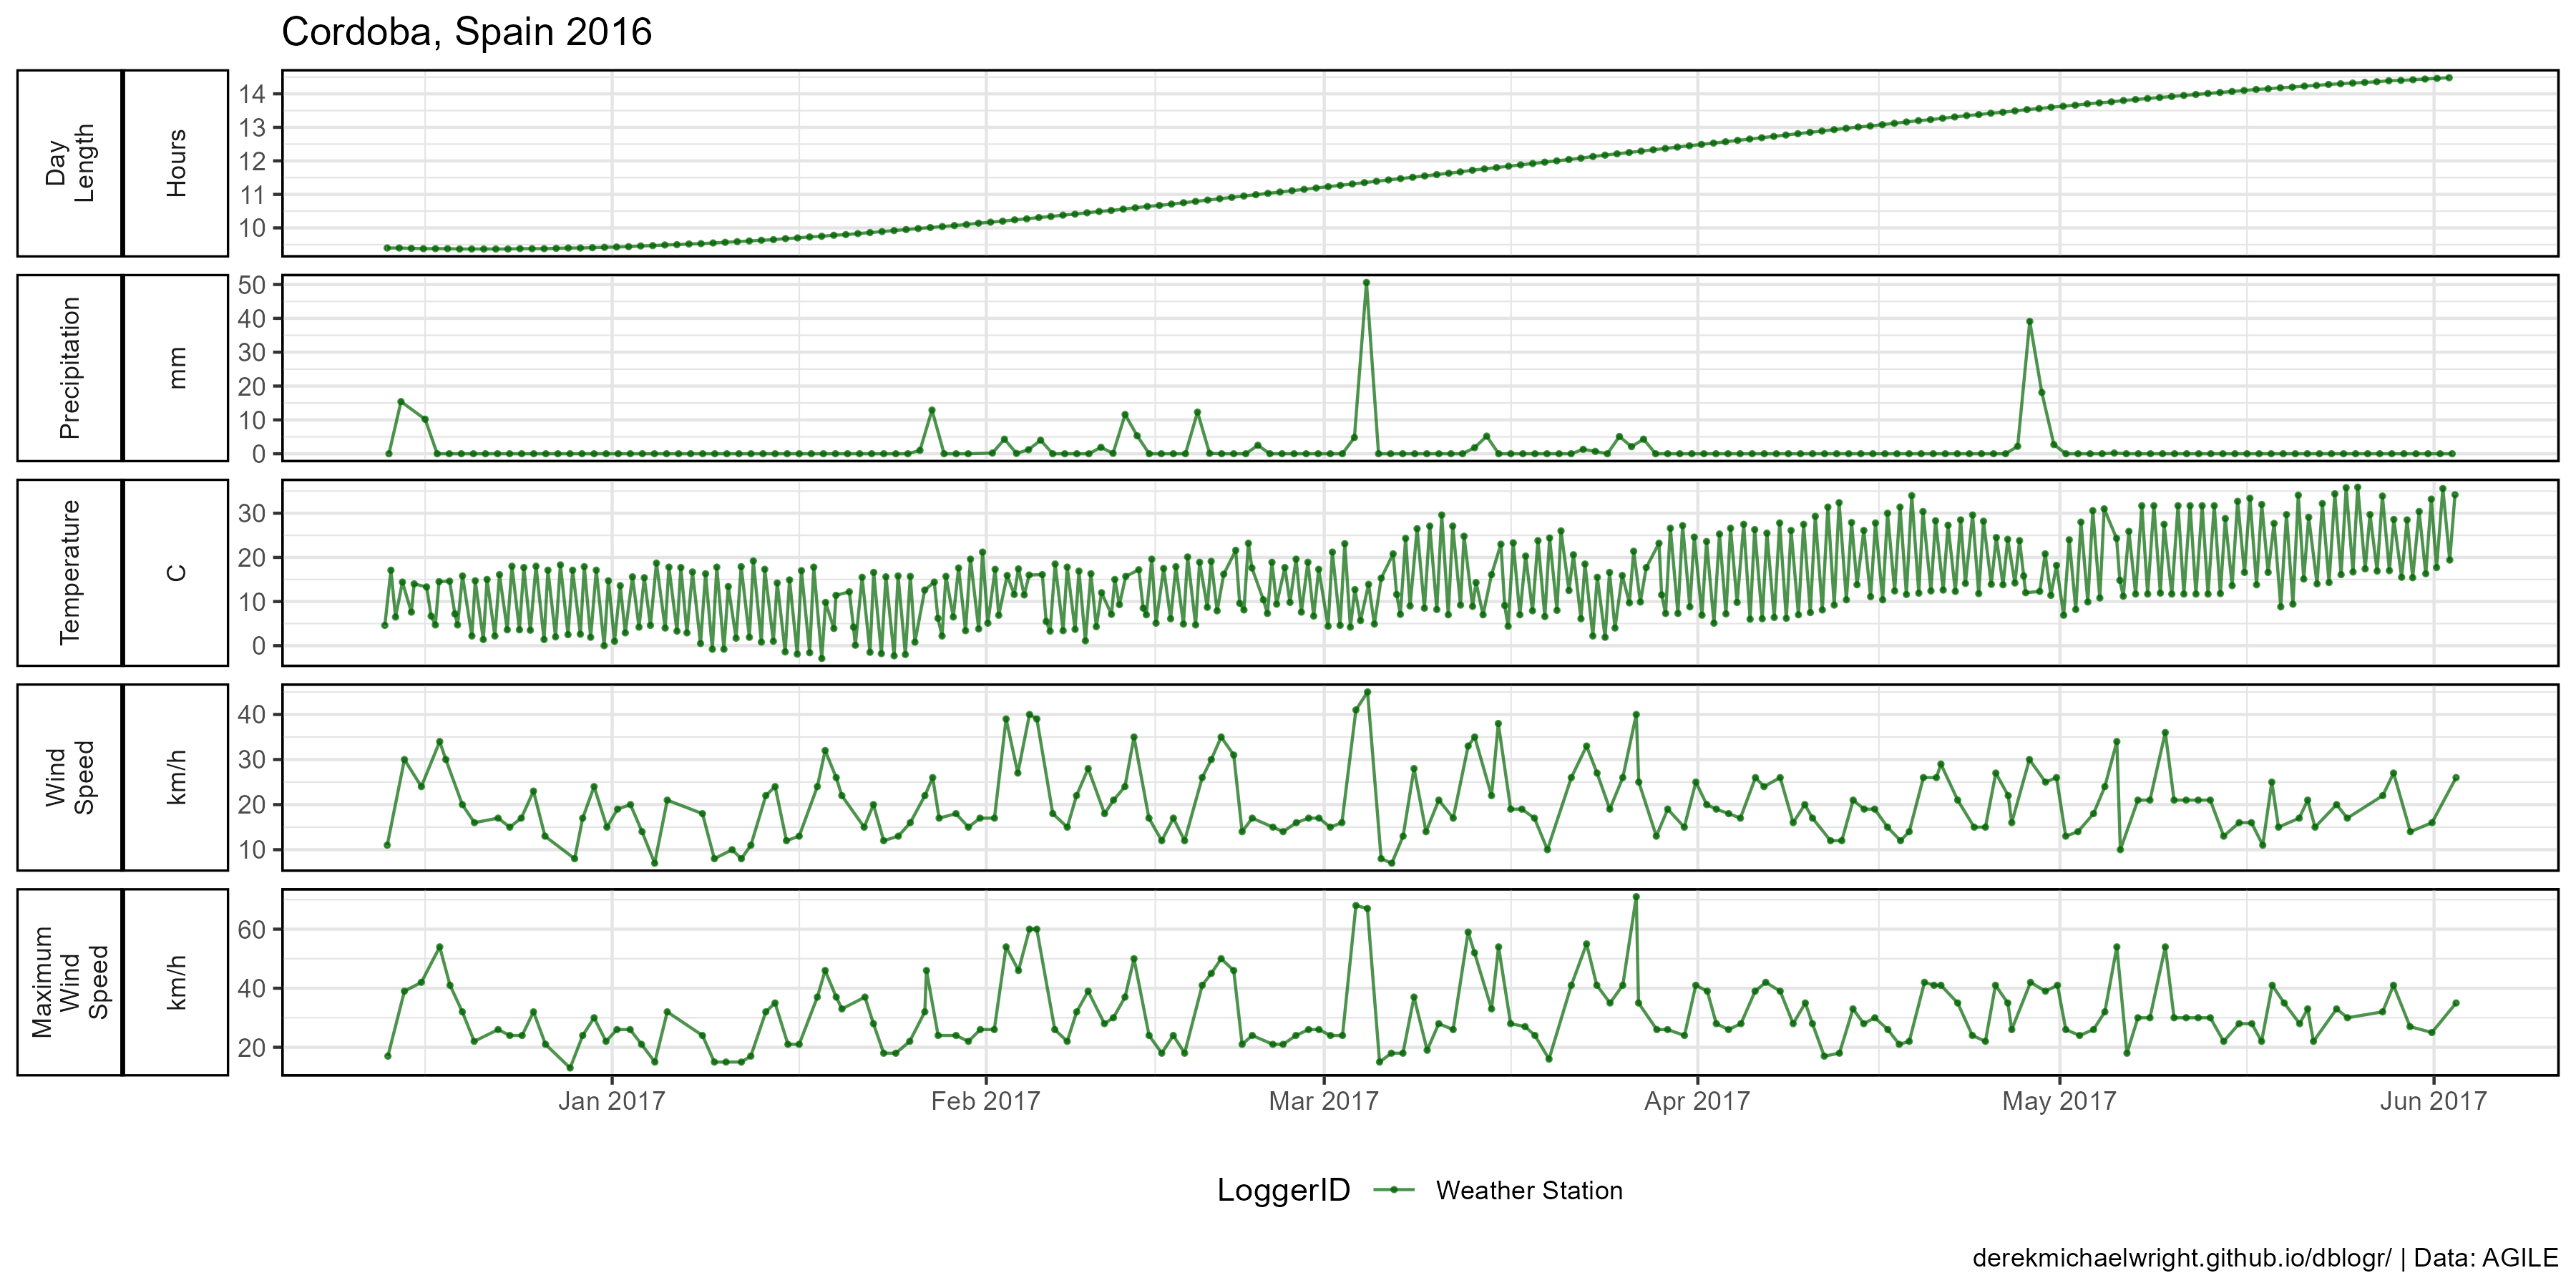 Cordoba, Spain 2016
Day
Length
Hours
14
13
12
11
10
Precipitation
mm
50
40
30
20
10
0
Temperature
C
30
20
10
0
Wind
Speed
km/h
40
30
20
10
Maximum
Wind
Speed
km/h
60
40
20
Jan 2017
Feb 2017
Mar 2017
Apr 2017
May 2017
Jun 2017
LoggerID
Weather Station
derekmichaelwright.github.io/dblogr/ | Data: AGILE